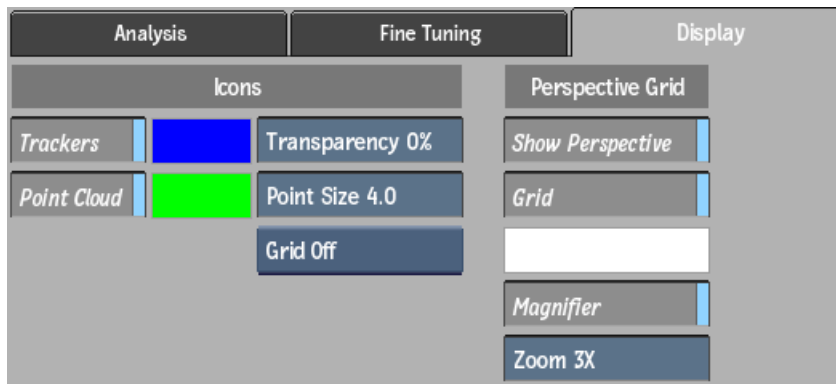 Analysis
Fine Tuning
Display
Icons
Perspective Grid
Trackers
Transparency 0%
Show Perspective
Point Cloud
Point Size 4.0
Grid
Grid Off
Magnifier
Zoom 3X